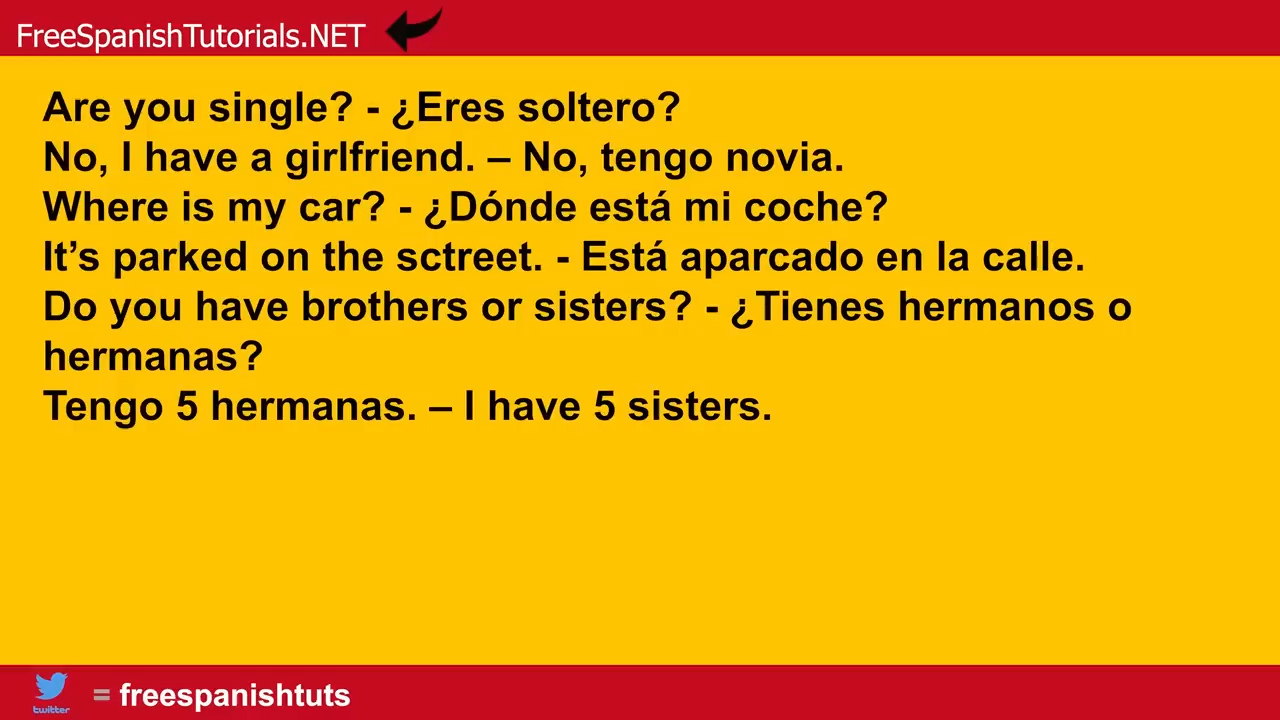 FreeSpanishTutorials.NET
Are you single? - ¿Eres soltero?
No, I have a girlfriend. – No, tengo novia.
Where is my car? - ¿Dónde está mi coche?
It’s parked on the sctreet. - Está aparcado en la calle.
Do you have brothers or sisters? - ¿Tienes hermanos o
hermanas?
Tengo 5 hermanas. – I have 5 sisters.
twitter = freespanishtuts